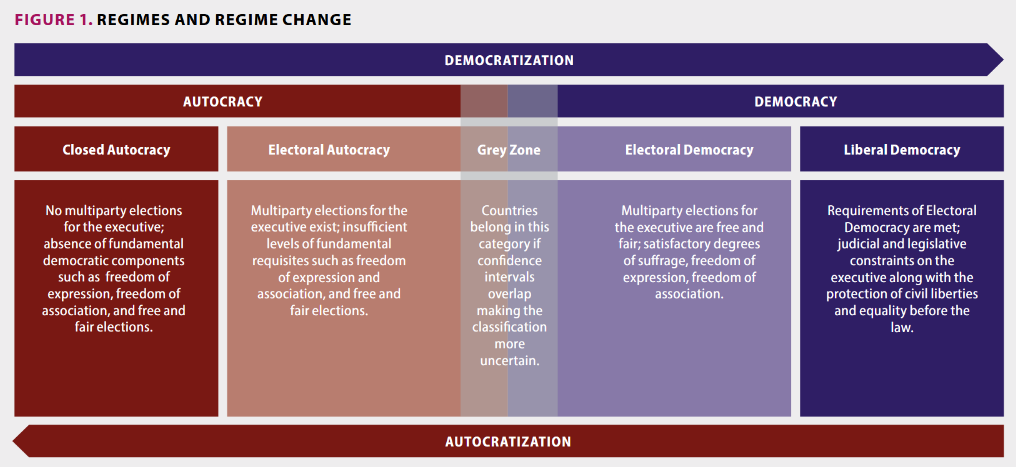 FIGURE 1. REGIMES AND REGIME CHANGE
DEMOCRATIZATION
AUTOCRACY
DEMOCRACY
Closed Autocracy
Electoral Autocracy
Grey Zone
Electoral Democracy
Liberal Democracy
No multiparty elections
for the executive;
absence of fundamental
democratic components
such as freedom of
expression, freedom of
association, and free and
fair elections.
Multiparty elections for the
executive exist; insufficient
levels of fundamental
requisites such as freedom
of expression and
association, and free and
fair elections.
Countries
belong in this
category if
confidence
intervals
overlap
making the
classification
more
uncertain.
Multiparty elections for
the executive are free and
fair; satisfactory degrees
of suffrage, freedom of
expression, freedom of
association.
Requirements of Electoral
Democracy are met;
judicial and legislative
constraints on the
executive along with the
protection of civil liberties
and equality before the
law.
AUTOCRATIZATION